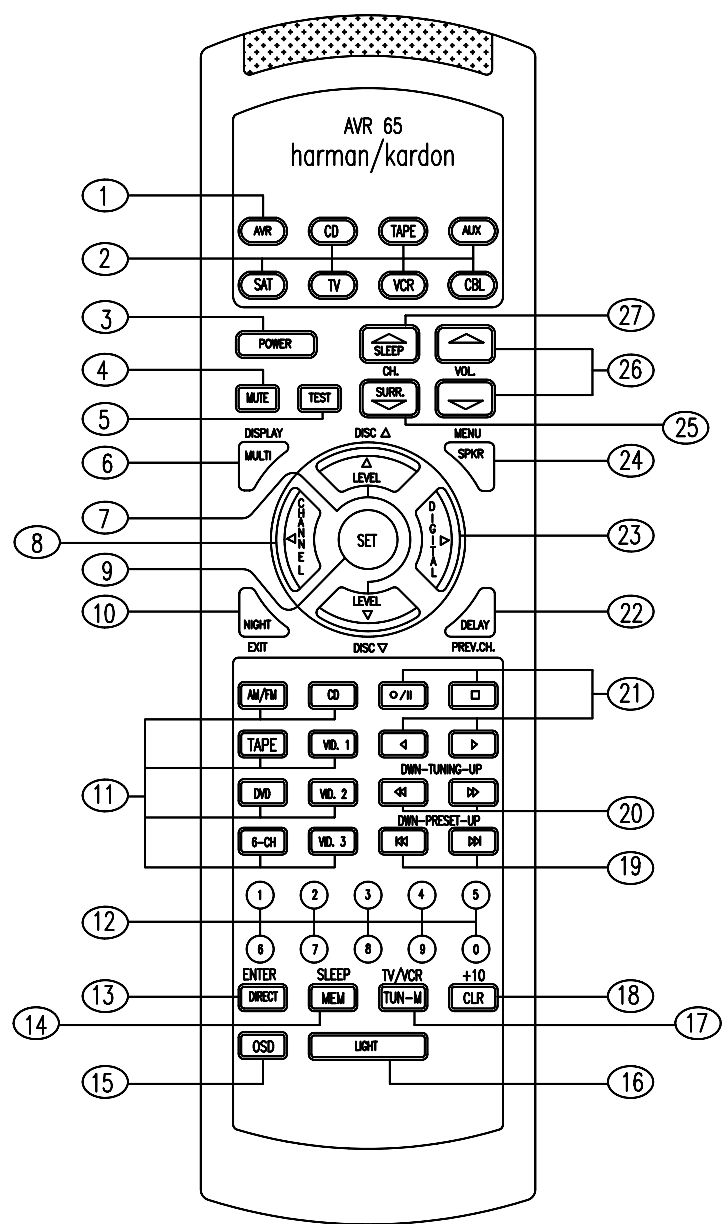 AVR 65
harman/kardon
1
AVR CD TAPE AUX
2
SAT TV VCR CBL
3
POWER
SLEEP
27
CH. VOL.
26
4
MUTE TEST
SURR.
5
25
DISPLAY DISC △ MENU
6
MULTI
SPKR
24
7
LEVEL
8
CHANNEL
SET
DIGITAL
23
9
LEVEL
10
NIGHT
DELAY
22
EXIT DISC ▽ PREV.CH.
AM/FM CD O/II □
21
TAPE VID. 1 ◁ ▷
DWN-TUNING-UP
11
DVD VID. 2 ◁◁ ▷▷
20
DWN-PRESET-UP
6-CH VID. 3 |◁◁ ▷▷|
19
1 2 3 4 5
12
6 7 8 9 0
ENTER SLEEP TV/VCR +10
13
DIRECT MEM TUN-M CLR
18
14
17
OSD LIGHT
15
16